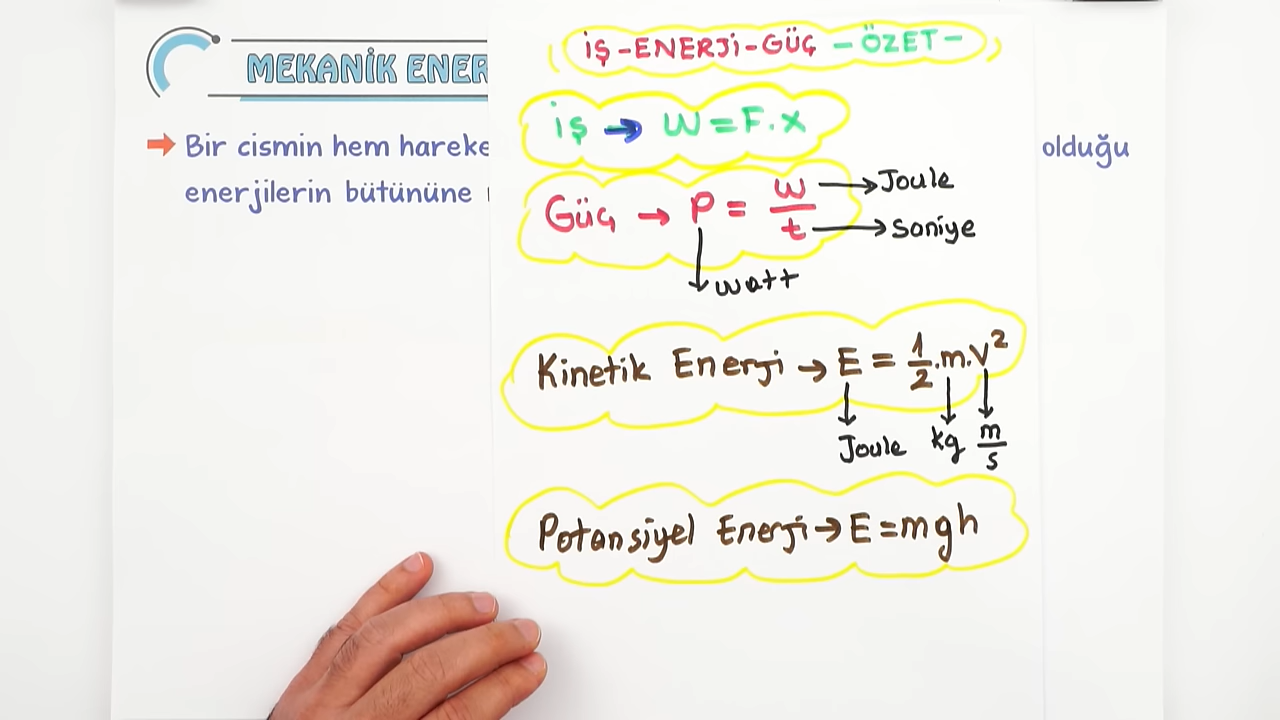 MEKANİK ENER
Bir cismin hem hareke olduğu
enerjilerin bütününe
İŞ-ENERJİ-GÜÇ -ÖZET-
İŞ → W=F.X
Güç → P = W/t
→ Joule
→ Saniye
↓ Watt
Kinetik Enerji → E = 1/2 .m.V²
Joule kg m/s
Potansiyel Enerji → E=mgh